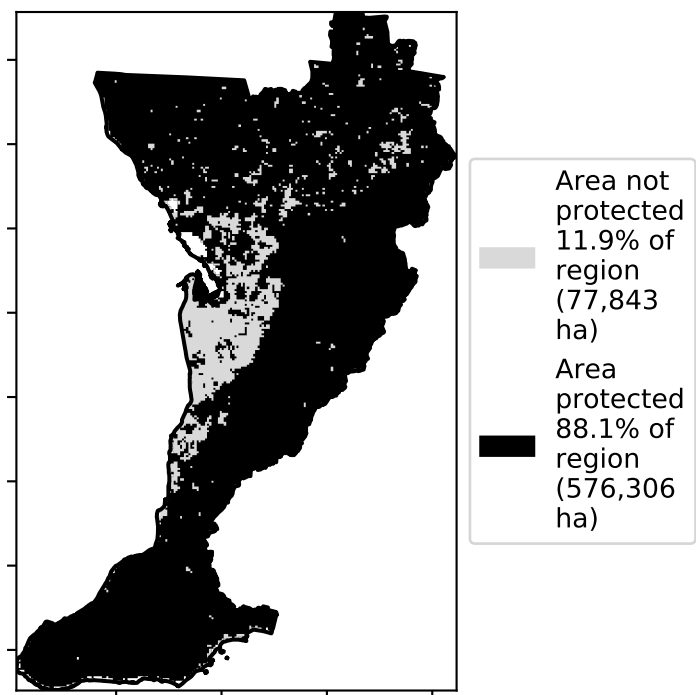 Area not
protected
11.9% of
region
(77,843
ha)
Area
protected
88.1% of
region
(576,306
ha)